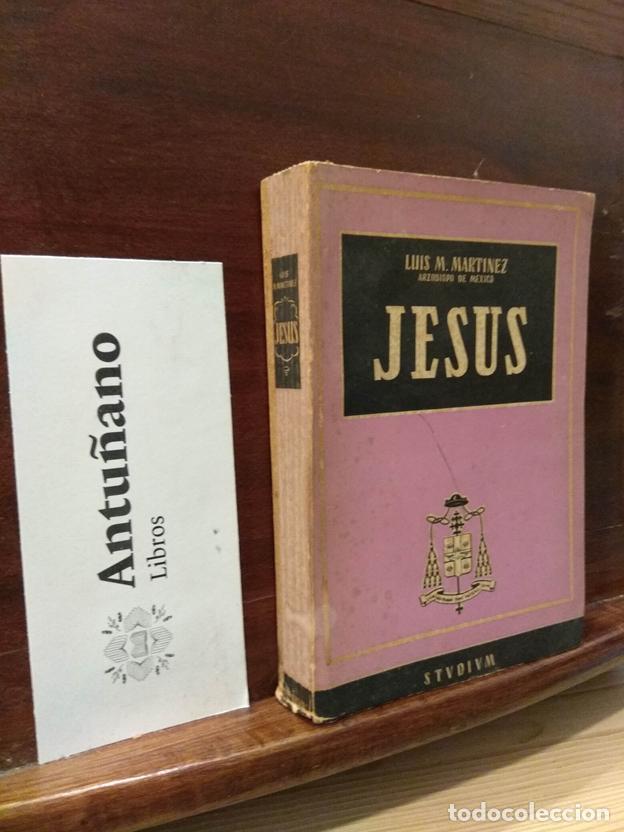 Antuñano
Libros
LUIS M. MARTINEZ
ARZOBISPO DE MEXICO
JESUS
STVDIVM
LUIS
M. MARTINEZ
JESUS
todocoleccion